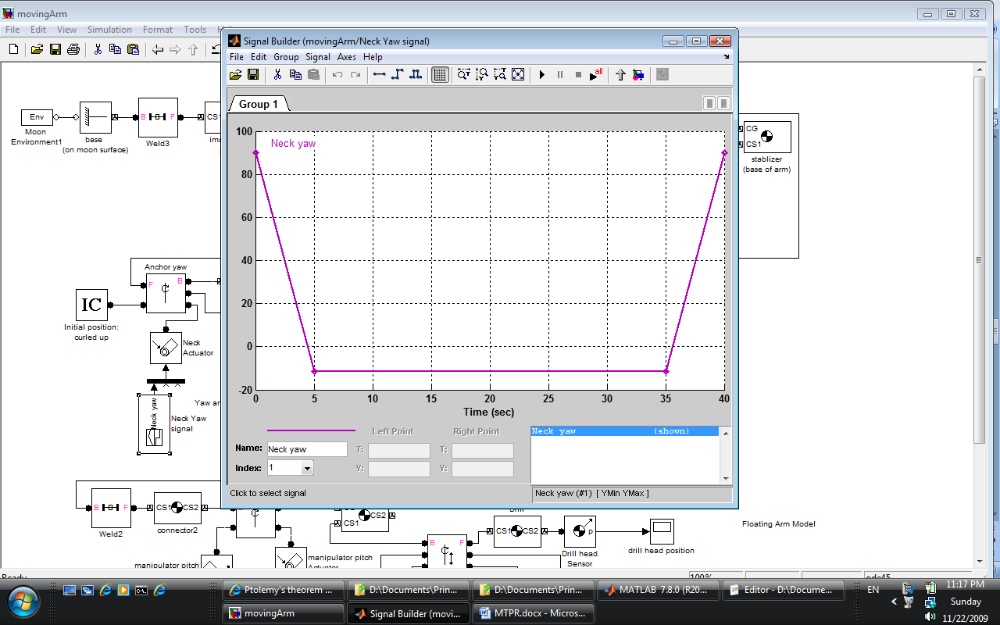 movingArm
File Edit View Simulation Format Tools
Signal Builder (movingArm/Neck Yaw signal)
File Edit Group Signal Axes Help
all
Group 1
100
80
60
40
20
0
-20
Neck yaw
0 5 10 15 20 25 30 35 40
Time (sec)
Left Point Right Point
Name: Neck yaw T: T:
Index: 1 Y: Y:
Neck yaw (shown)
Click to select signal
Neck yaw (#1) [ YMin YMax ]
Env
Moon
Environment1
base
(on moon surface)
B F
Weld3
CS1
CG
CS1
stablizer
(base of arm)
Anchor yaw
F B
IC
Initial position:
curled up
Neck
Actuator
Neck yaw
Neck Yaw
signal
B F
Weld2
CS1 CS2
connector2
CS2
CS1
manipulator pitch
manipulator pitch
Actuator
B F
CS1 CS2
p
Drill head
Sensor
drill head position
Floating Arm Model
Ready
100%
ode45
Ptolemy's theorem ...
D:\Documents\Prin...
D:\Documents\Prin...
MATLAB 7.8.0 (R20...
Editor - D:\Docume...
movingArm
Signal Builder (movi...
MTPR.docx - Micros...
EN
11:17 PM
Sunday
11/22/2009